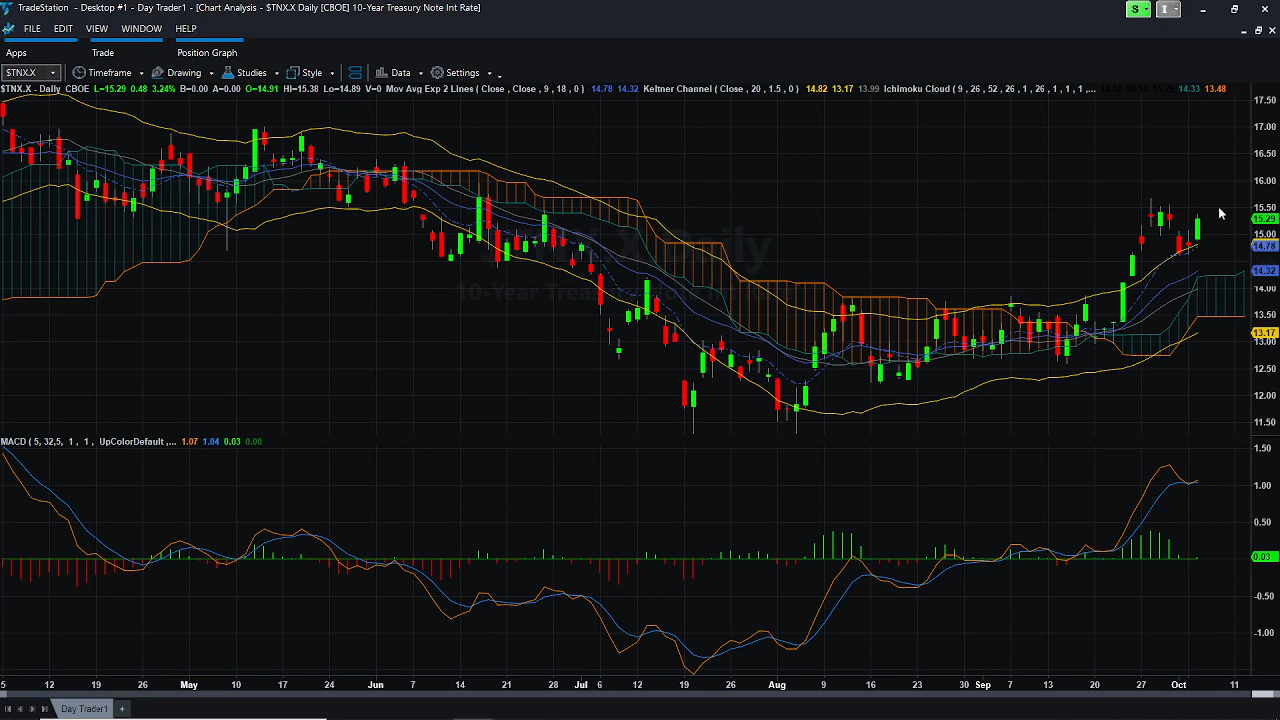 TradeStation - Desktop #1 - Day Trader1 - [Chart Analysis - $TNX.X Daily [CBOE] 10-Year Treasury Note Int Rate]
S
I
FILE EDIT VIEW WINDOW HELP
Apps Trade Position Graph
$TNX.X Timeframe Drawing Studies Style Data Settings
$TNX.X - Daily CBOE L=15.29 0.48 3.24% B=0.00 A=0.00 O=14.91 Hi=15.38 Lo=14.89 V=0 Mov Avg Exp 2 Lines ( Close , Close , 9 , 18 , 0 ) 14.78 14.32 Keltner Channel ( Close , 20 , 1.5 , 0 ) 14.82 13.17 13.99 Ichimoku Cloud ( 9 , 26 , 52 , 26 , 1 , 26 , 1 , 1 , 1 ,... 14.33 13.48
17.50
17.00
16.50
16.00
15.50
15.29
15.00
14.78
14.32
14.00
13.50
13.17
13.00
12.50
12.00
11.50
$TNX.X Daily
10-Year Treasury Note Int Rate
MACD ( 5, 32,5, 1 , 1 , UpColorDefault ,... 1.07 1.04 0.03 0.00
1.50
1.00
0.50
0.03
-0.50
-1.00
5 12 19 26 May 10 17 24 Jun 7 14 21 28 Jul 6 12 19 26 Aug 9 16 23 30 Sep 7 13 20 27 Oct 11
Day Trader1 +